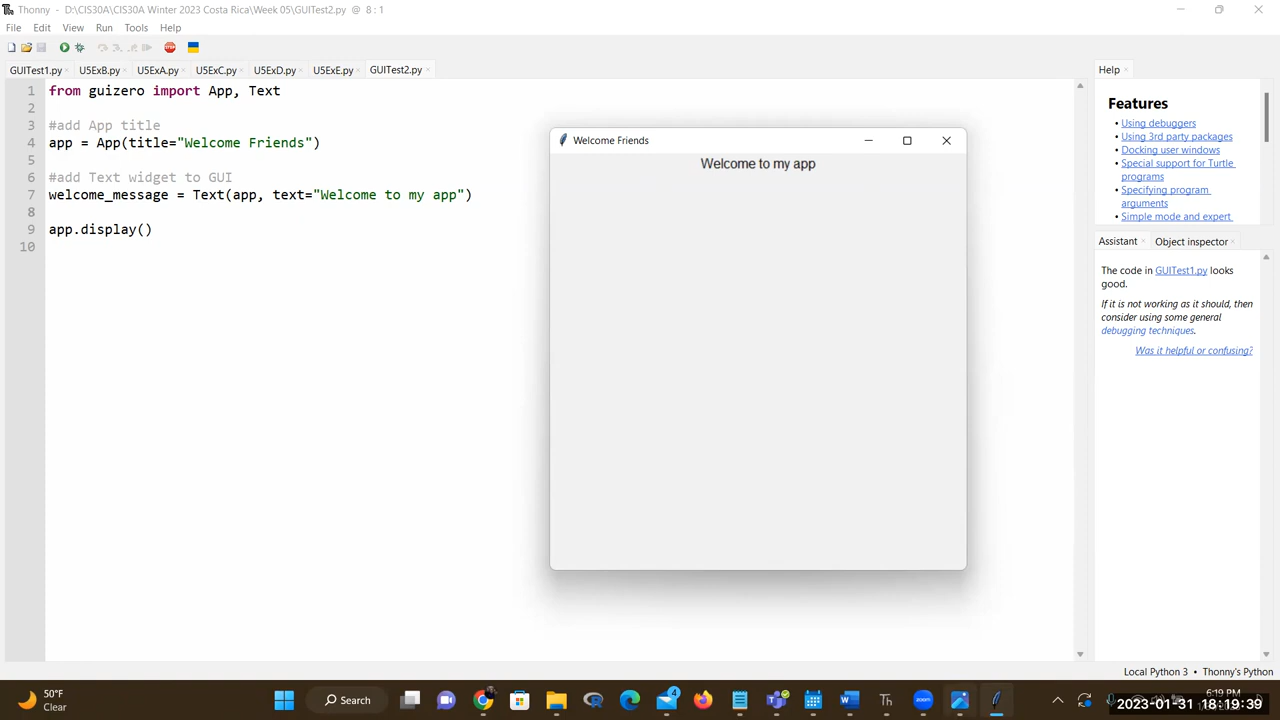 Thonny - D:\CIS30A\CIS30A Winter 2023 Costa Rica\Week 05\GUITest2.py @ 8 : 1
File Edit View Run Tools Help
STOP
GUITest1.py × U5ExB.py × U5ExA.py × U5ExC.py × U5ExD.py × U5ExE.py × GUITest2.py ×
1 from guizero import App, Text
2
3 #add App title
4 app = App(title="Welcome Friends")
5
6 #add Text widget to GUI
7 welcome_message = Text(app, text="Welcome to my app")
8
9 app.display()
10
Welcome Friends
Welcome to my app
Help ×
Features
• Using debuggers
• Using 3rd party packages
• Docking user windows
• Special support for Turtle
programs
• Specifying program
arguments
• Simple mode and expert
Assistant × Object inspector ×
The code in GUITest1.py looks
good.
If it is not working as it should, then
consider using some general
debugging techniques.
Was it helpful or confusing?
Local Python 3 • Thonny's Python
50°F
Clear
Search
4
6:19 PM
2023-01-31 18:19:39